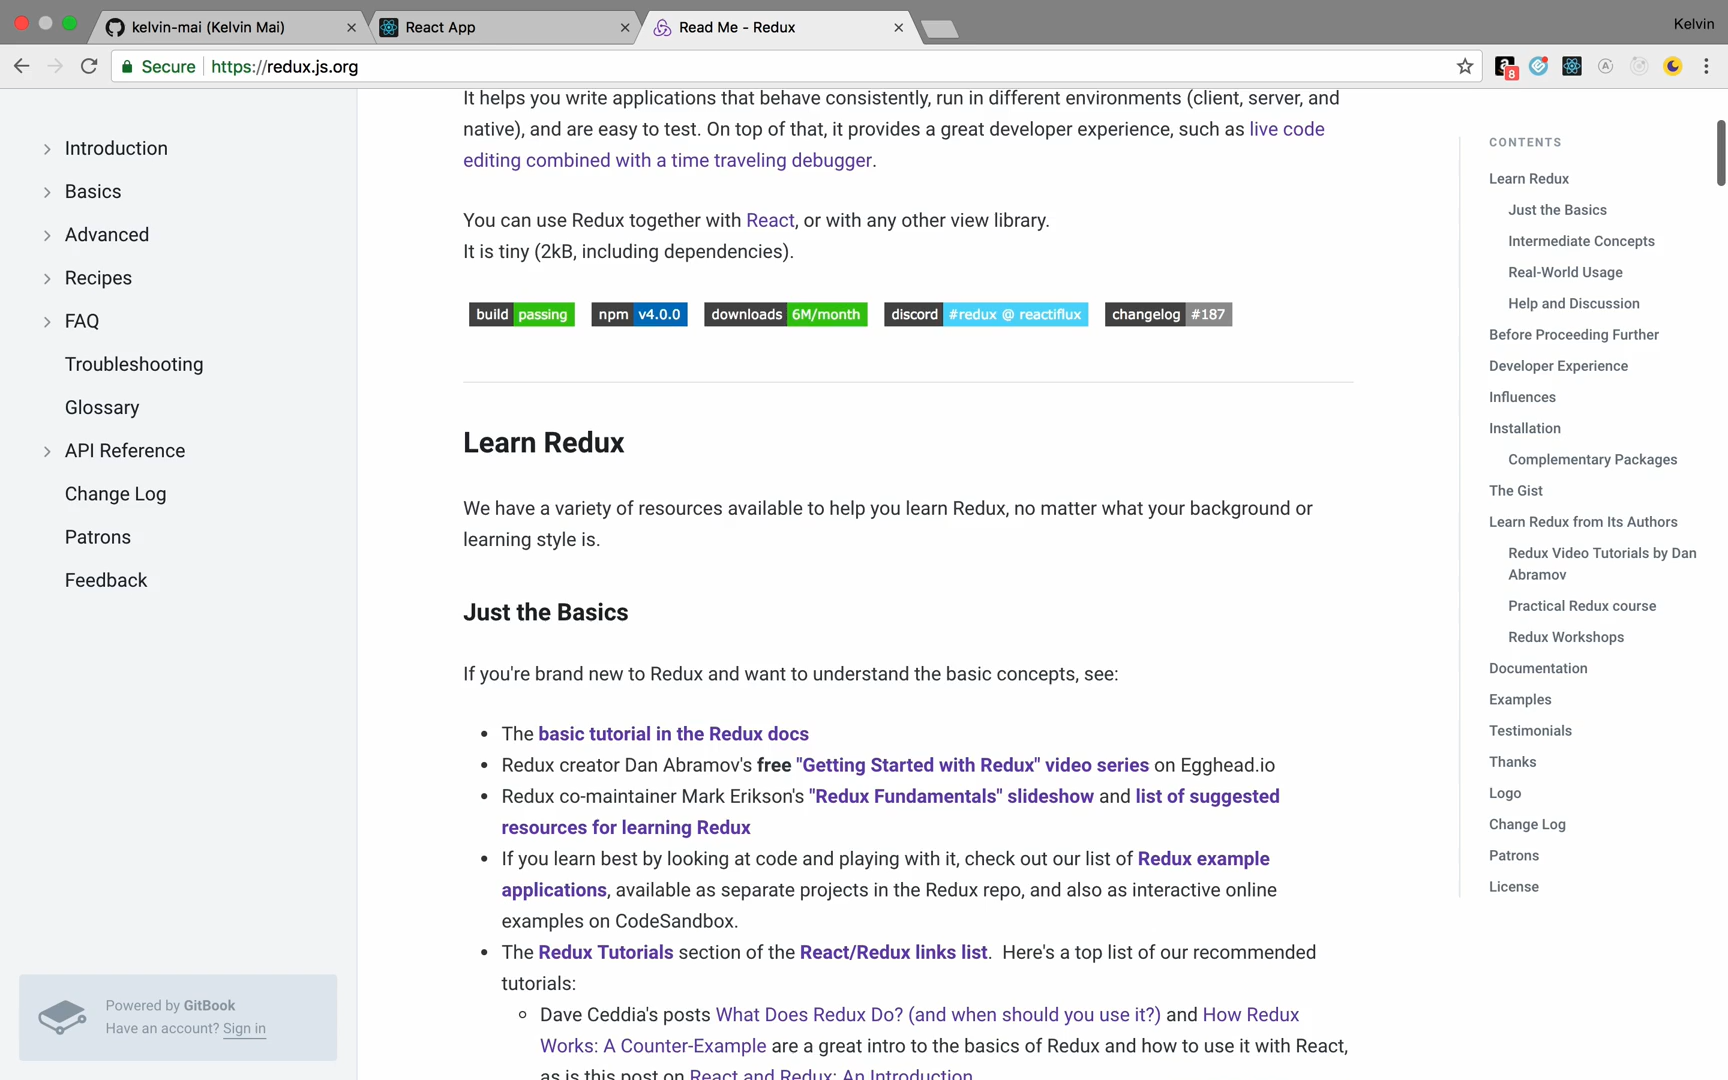 kelvin-mai (Kelvin Mai)
React App
Read Me - Redux
Kelvin
Secure
https://redux.js.org
8
Introduction
Basics
Advanced
Recipes
FAQ
Troubleshooting
Glossary
API Reference
Change Log
Patrons
Feedback
Powered by GitBook
Have an account? Sign in
It helps you write applications that behave consistently, run in different environments (client, server, and
native), and are easy to test. On top of that, it provides a great developer experience, such as live code
editing combined with a time traveling debugger.
You can use Redux together with React, or with any other view library.
It is tiny (2kB, including dependencies).
build passing npm v4.0.0 downloads 6M/month discord #redux @ reactiflux changelog #187
Learn Redux
We have a variety of resources available to help you learn Redux, no matter what your background or
learning style is.
Just the Basics
If you're brand new to Redux and want to understand the basic concepts, see:
• The basic tutorial in the Redux docs
• Redux creator Dan Abramov's free "Getting Started with Redux" video series on Egghead.io
• Redux co-maintainer Mark Erikson's "Redux Fundamentals" slideshow and list of suggested
resources for learning Redux
• If you learn best by looking at code and playing with it, check out our list of Redux example
applications, available as separate projects in the Redux repo, and also as interactive online
examples on CodeSandbox.
• The Redux Tutorials section of the React/Redux links list. Here's a top list of our recommended
tutorials:
Dave Ceddia's posts What Does Redux Do? (and when should you use it?) and How Redux
Works: A Counter-Example are a great intro to the basics of Redux and how to use it with React,
as is this post on React and Redux: An Introduction
CONTENTS
Learn Redux
Just the Basics
Intermediate Concepts
Real-World Usage
Help and Discussion
Before Proceeding Further
Developer Experience
Influences
Installation
Complementary Packages
The Gist
Learn Redux from Its Authors
Redux Video Tutorials by Dan
Abramov
Practical Redux course
Redux Workshops
Documentation
Examples
Testimonials
Thanks
Logo
Change Log
Patrons
License